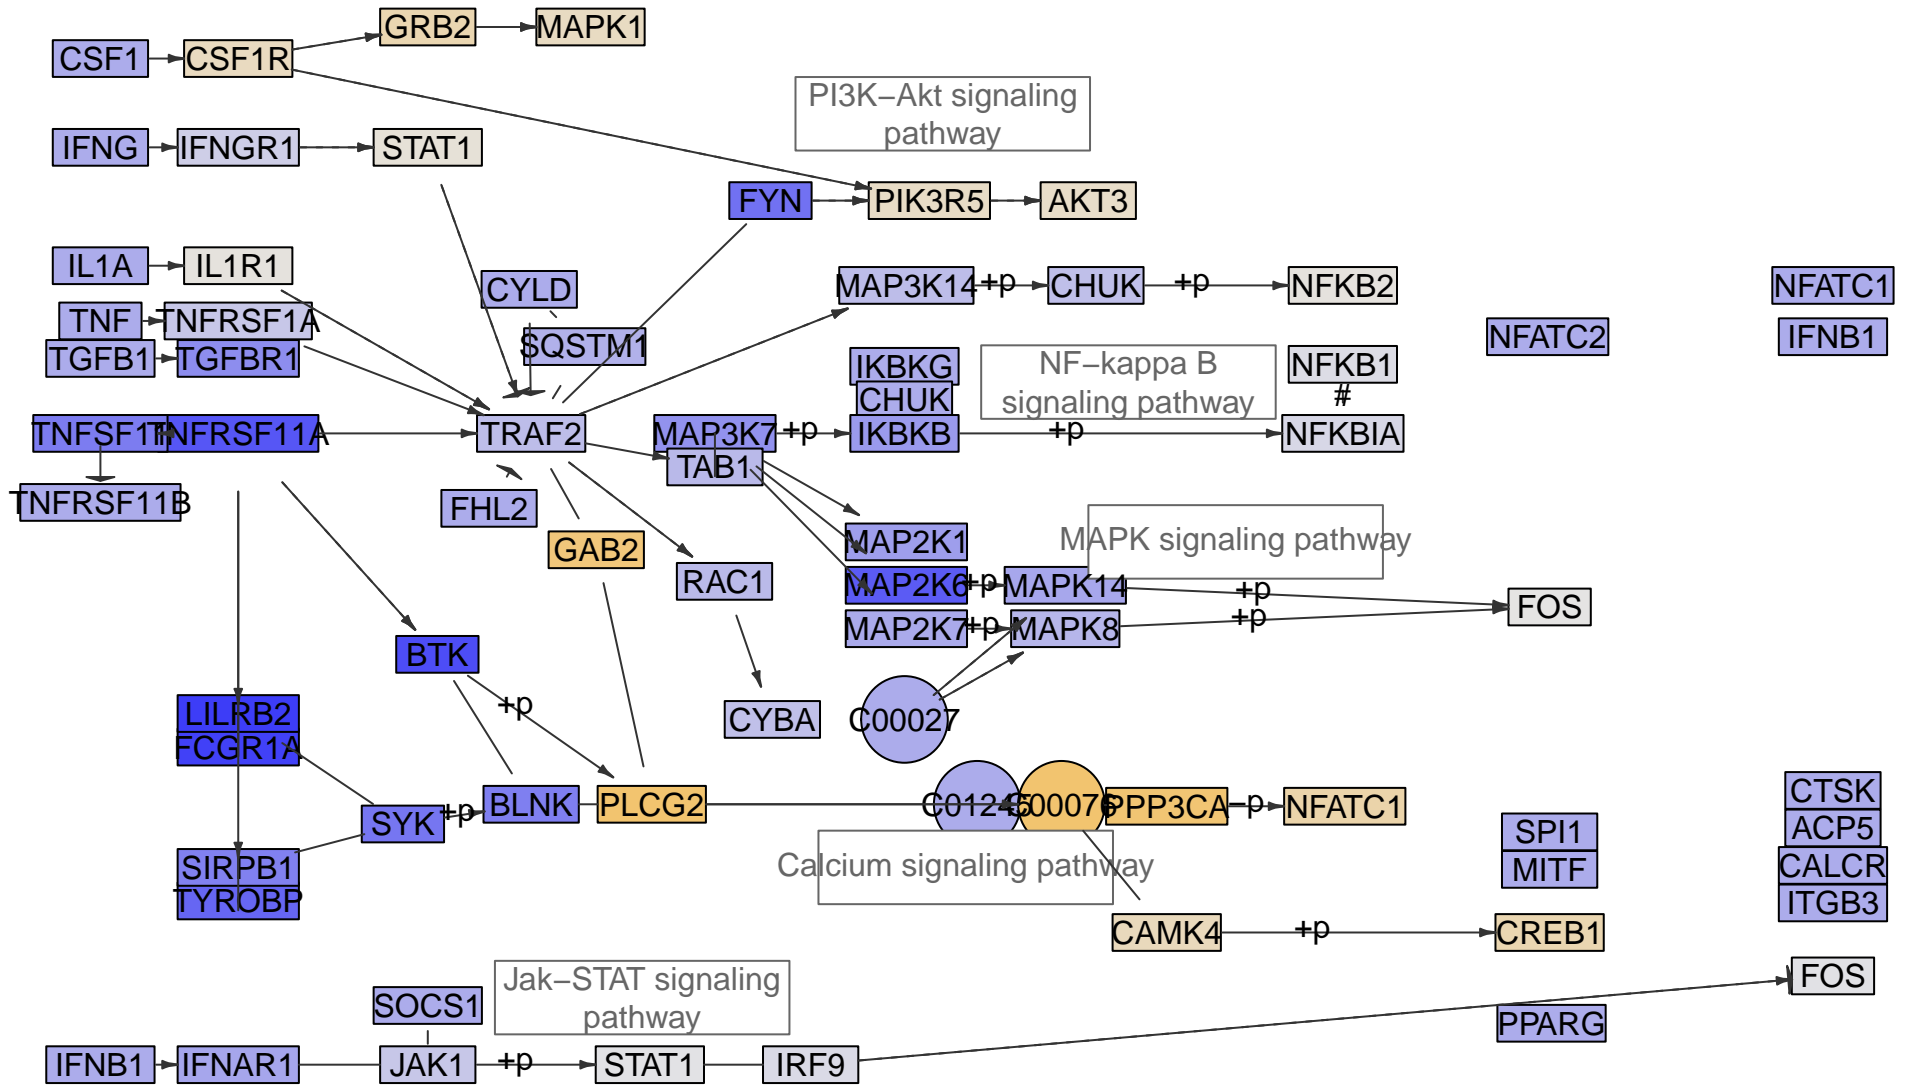 GRB2
MAPK1
CSF1
CSF1R
PI3K−Akt signaling
pathway
IFNG
IFNGR1
STAT1
FYN
PIK3R5
AKT3
IL1A
IL1R1
CYLD
MAP3K14
+p
CHUK
+p
NFKB2
NFATC1
TNF
TNFRSF1A
SQSTM1
NFATC2
IFNB1
TGFB1
TGFBR1
IKBKG
NF−kappa B
signaling pathway
NFKB1
#
CHUK
TNFRSF11A
TRAF2
MAP3K7
+p
IKBKB
+p
NFKBIA
TAB1
TNFRSF11B
FHL2
GAB2
MAP2K1
MAPK signaling pathway
RAC1
MAP2K6
+p
MAPK14
+p
FOS
MAP2K7
+p
MAPK8
+p
BTK
LILRB2
+p
CYBA
C00027
FCGR1A
SYK
+p
BLNK
PLCG2
C00076
PPP3CA
−p
NFATC1
CTSK
SPI1
ACP5
SIRPB1
Calcium signaling pathway
MITF
CALCR
TYROBP
ITGB3
CAMK4
+p
CREB1
Jak−STAT signaling
pathway
FOS
SOCS1
PPARG
IFNB1
IFNAR1
JAK1
+p
STAT1
IRF9